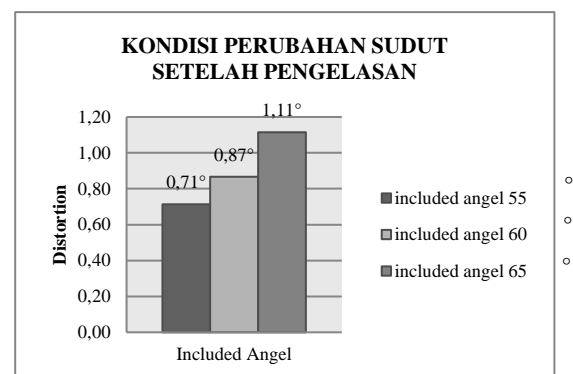 KONDISI PERUBAHAN SUDUT
SETELAH PENGELASAN
1,20
1,00
0,80
0,60
0,40
0,20
0,00
Distortion
0,71°
0,87°
1,11°
Included Angel
included angel 55 °
included angel 60 °
included angel 65 °